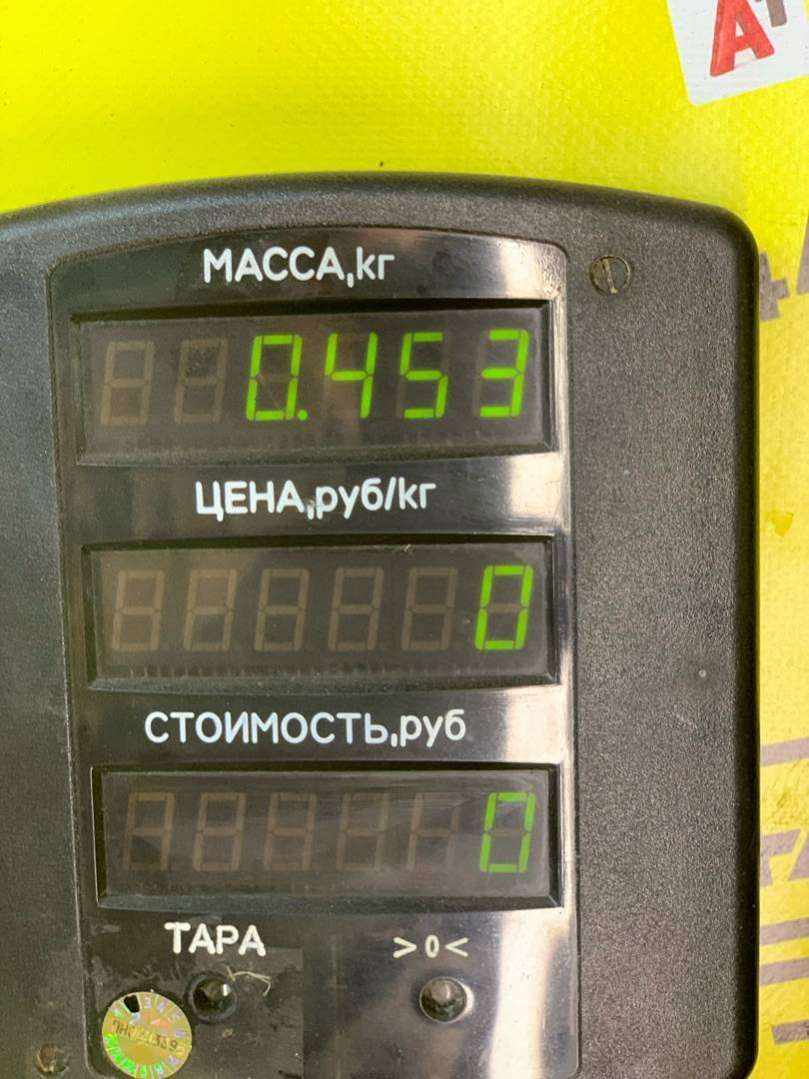 МАССА,кг
0.453
ЦЕНА,руб/кг
0
СТОИМОСТЬ,руб
0
ТАРА >0<